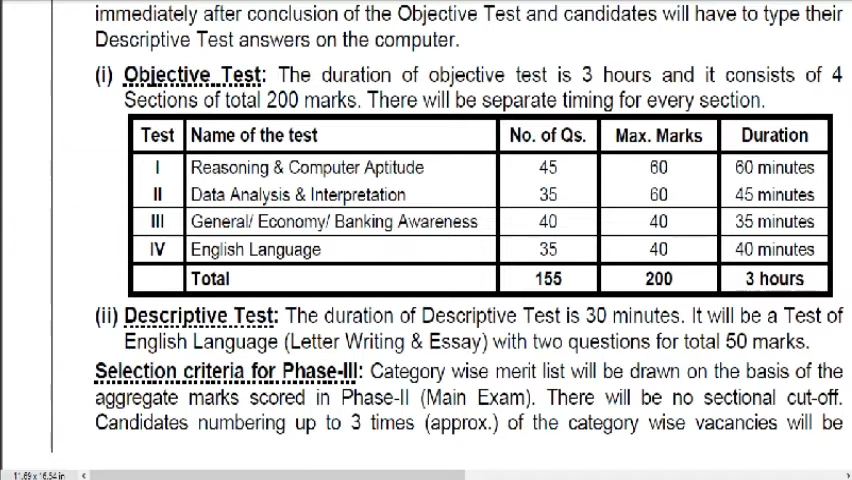 immediately after conclusion of the Objective Test and candidates will have to type their
Descriptive Test answers on the computer.
(i) Objective Test: The duration of objective test is 3 hours and it consists of 4
Sections of total 200 marks. There will be separate timing for every section.
Test Name of the test No. of Qs. Max. Marks Duration
I Reasoning & Computer Aptitude 45 60 60 minutes
II Data Analysis & Interpretation 35 60 45 minutes
III General/ Economy/ Banking Awareness 40 40 35 minutes
IV English Language 35 40 40 minutes
Total 155 200 3 hours
(ii) Descriptive Test: The duration of Descriptive Test is 30 minutes. It will be a Test of
English Language (Letter Writing & Essay) with two questions for total 50 marks.
Selection criteria for Phase-III: Category wise merit list will be drawn on the basis of the
aggregate marks scored in Phase-II (Main Exam). There will be no sectional cut-off.
Candidates numbering up to 3 times (approx.) of the category wise vacancies will be
11.69 x 16.54 in